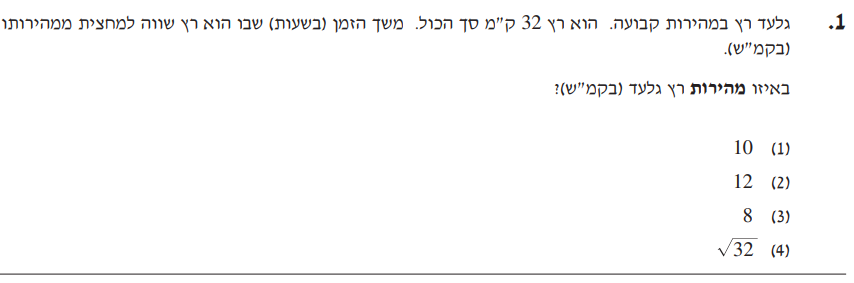 1. גלעד רץ במהירות קבועה. הוא רץ 32 ק"מ סך הכול. משך הזמן (בשעות) שבו הוא רץ שווה למחצית ממהירותו
(בקמ"ש).
באיזו מהירות רץ גלעד (בקמ"ש)?
(1) 10
(2) 12
(3) 8
(4) √32